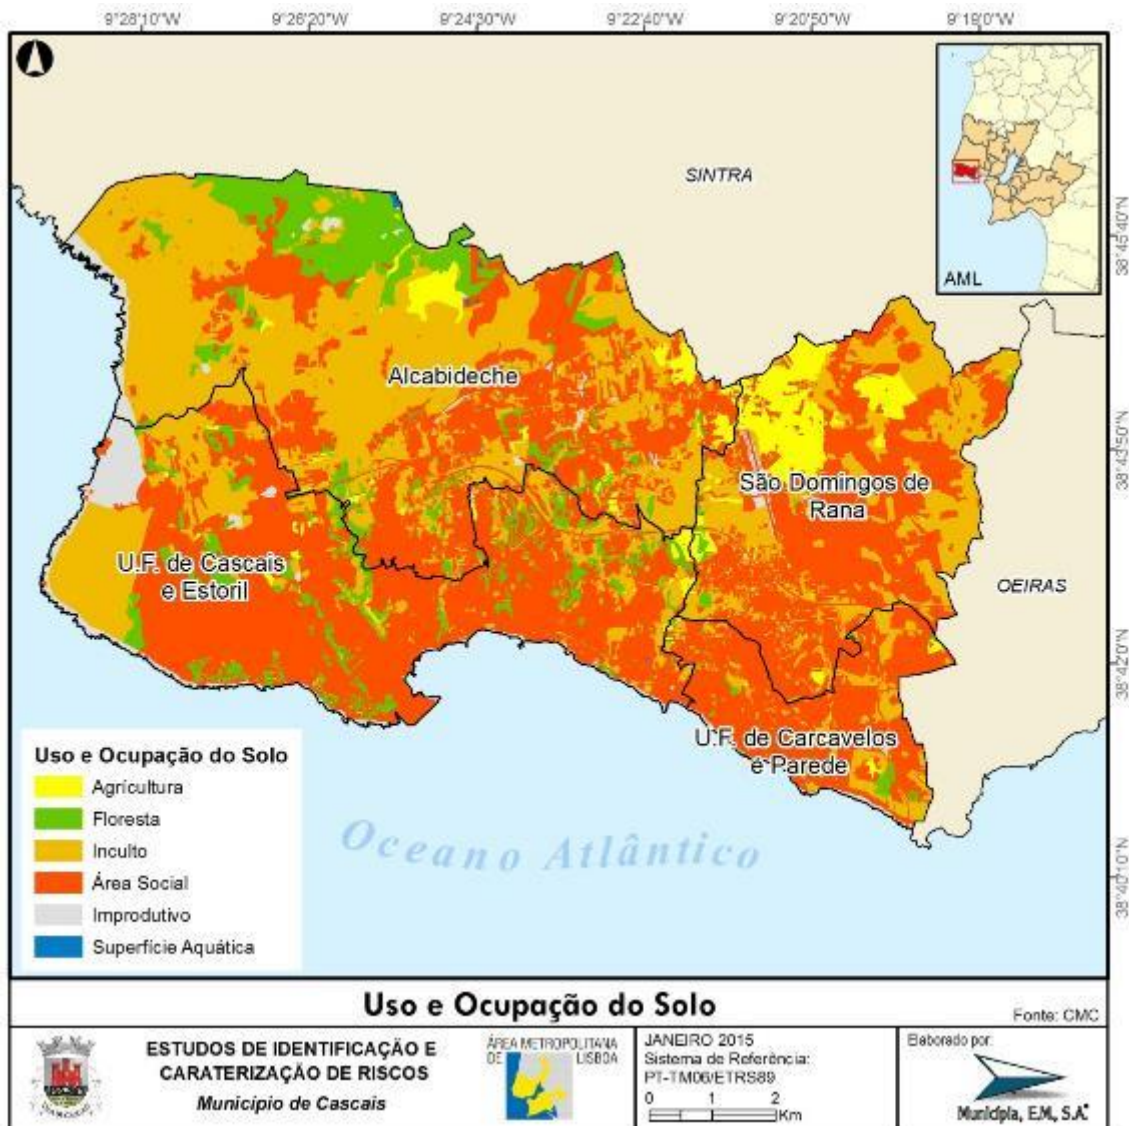 9°28'10"W 9°26'20"W 9°24'30"W 9°22'40"W 9°20'50"W 9°19'0"W
SINTRA
AML
38°45'40"N
Alcabideche
38°43'50"N
São Domingos de
Rana
U.F. de Cascais
e Estoril
OEIRAS
38°42'0"N
U.F. de Carcavelos
e Parede
Oceano Atlântico
38°40'10"N
Uso e Ocupação do Solo
Agrícultura
Floresta
Inculto
Área Social
Improdutivo
Superfície Aquática
Uso e Ocupação do Solo
Fonte: CMC
ESTUDOS DE IDENTIFICAÇÃO E
CARATERIZAÇÃO DE RISCOS
Município de Cascais
ÁREA METROPOLITANA
DE LISBOA
JANEIRO 2015
Sistema de Referência:
PT-TM06/ETRS89
0 1 2
Km
Elaborado por:
Municípia, E.M., S.A.